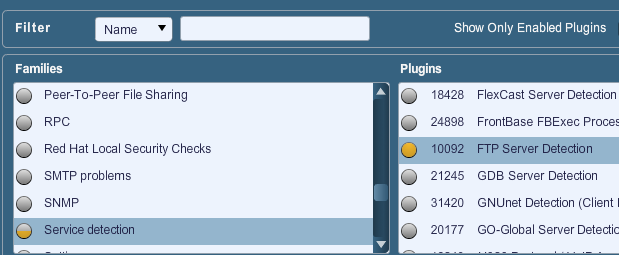 Filter Name Show Only Enabled Plugins
Families
Peer-To-Peer File Sharing
RPC
Red Hat Local Security Checks
SMTP problems
SNMP
Service detection
Plugins
18428 FlexCast Server Detection
24898 FrontBase FBExec Proces
10092 FTP Server Detection
21245 GDB Server Detection
31420 GNUnet Detection (Client
20177 GO-Global Server Detectio